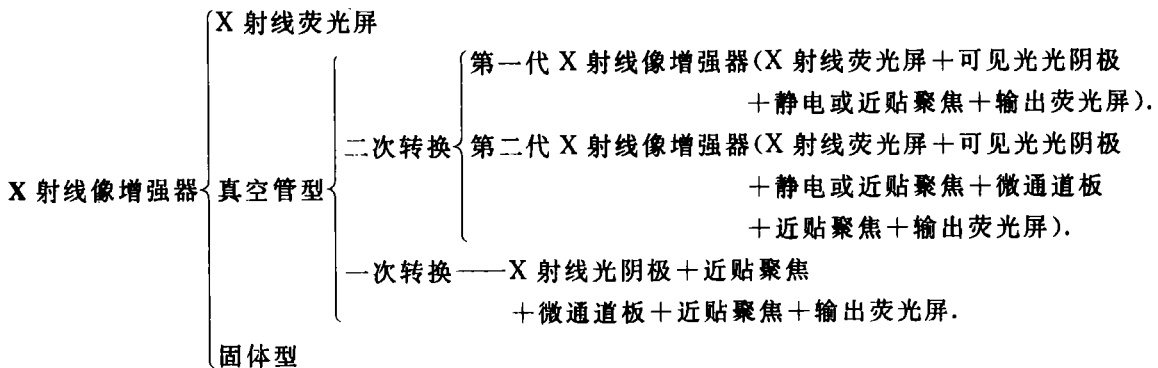 X 射线荧光屏
第一代 X 射线像增强器(X 射线荧光屏＋可见光光阴极
＋静电或近贴聚焦＋输出荧光屏).
二次转换 第二代 X 射线像增强器(X 射线荧光屏＋可见光光阴极
X 射线像增强器 真空管型 ＋静电或近贴聚焦＋微通道板
＋近贴聚焦＋输出荧光屏).
一次转换——X 射线光阴极＋近贴聚焦
＋微通道板＋近贴聚焦＋输出荧光屏.
固体型